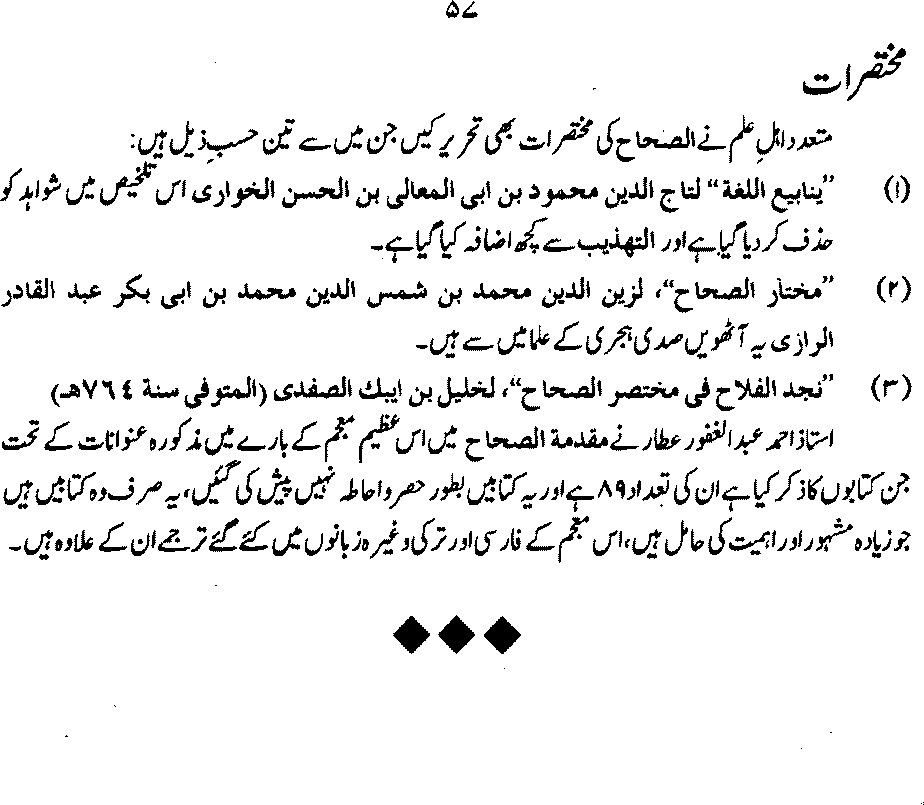 ۵۷
مختصرات
متعدد اہلِ علم نے الصحاح کی مختصرات بھی تحریر کیں جن میں سے تین حسبِ ذیل ہیں:
(۱) ”ینابیع اللغة“ لتاج الدین محمود بن ابی المعالی بن الحسن الخواری اس تلخیص میں شواہد کو
حذف کردیا گیا ہے اور التهذیب سے کچھ اضافہ کیا گیا ہے۔
(۲) ”مختار الصحاح“، لزین الدین محمد بن شمس الدین محمد بن ابی بکر عبد القادر
الرازی یہ آٹھویں صدی ہجری کے علما میں سے ہیں۔
(۳) ”نجد الفلاح فی مختصر الصحاح“، لخلیل بن ایبك الصفدی (المتوفی سنة ٧٦٤هـ)
استاذ احمد عبد الغفور عطار نے مقدمة الصحاح میں اس عظیم معجم کے بارے میں مذکورہ عنوانات کے تحت
جن کتابوں کا ذکر کیا ہے ان کی تعداد ۸۹ ہے اور یہ کتابیں بطور حصر واحاطہ نہیں پیش کی گئیں، یہ صرف وہ کتابیں ہیں
جو زیادہ مشہور اور اہمیت کی حامل ہیں، اس معجم کے فارسی اور ترکی وغیرہ زبانوں میں کئے گئے ترجمے ان کے علاوہ ہیں۔